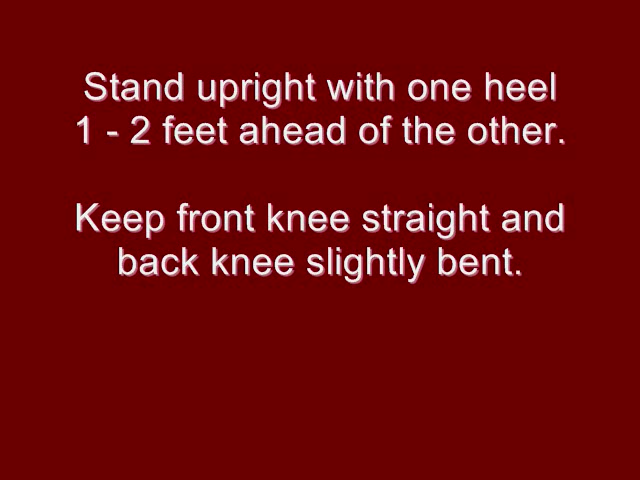 Stand upright with one heel
1 - 2 feet ahead of the other.
Keep front knee straight and
back knee slightly bent.